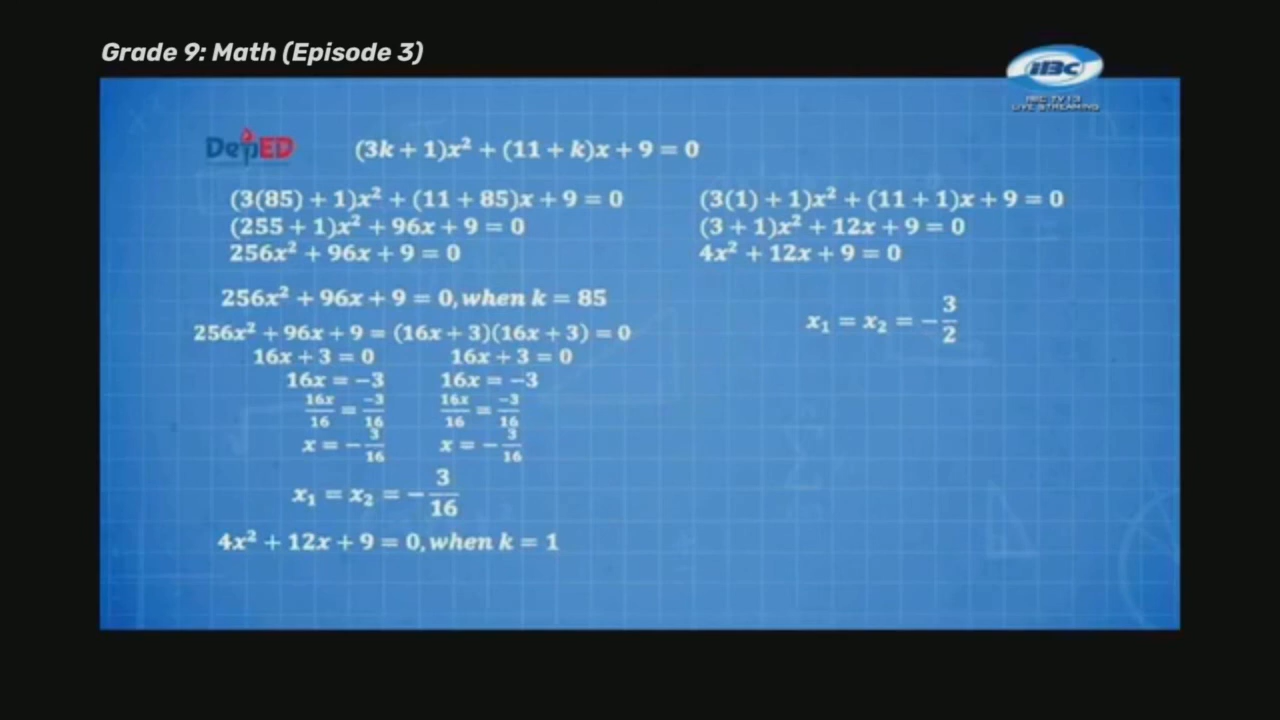 Grade 9: Math (Episode 3)
iBC
IBC TV13
LIVE STREAMING
DepED
(3k + 1)x² + (11 + k)x + 9 = 0
(3(85) + 1)x² + (11 + 85)x + 9 = 0
(255 + 1)x² + 96x + 9 = 0
256x² + 96x + 9 = 0
256x² + 96x + 9 = 0, when k = 85
256x² + 96x + 9 = (16x + 3)(16x + 3) = 0
16x + 3 = 0 16x + 3 = 0
16x = −3 16x = −3
16x/16 = −3/16 16x/16 = −3/16
x = −3/16 x = −3/16
x₁ = x₂ = −3/16
4x² + 12x + 9 = 0, when k = 1
(3(1) + 1)x² + (11 + 1)x + 9 = 0
(3 + 1)x² + 12x + 9 = 0
4x² + 12x + 9 = 0
x₁ = x₂ = −3/2